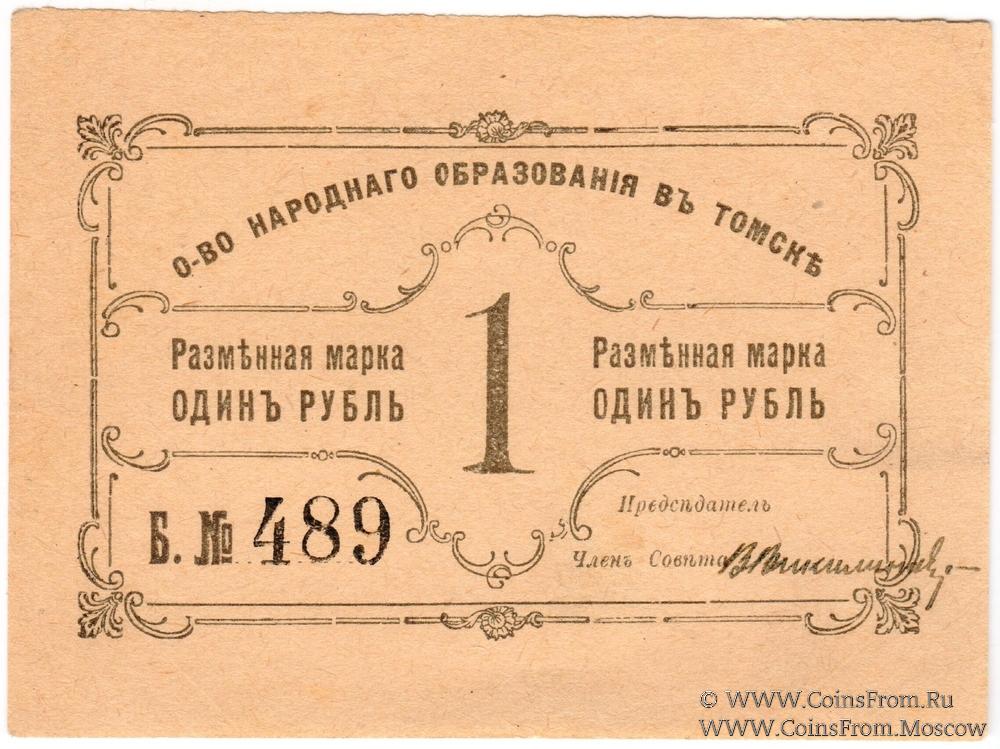 О-ВО НАРОДНАГО ОБРАЗОВАНІЯ ВЪ ТОМСКѢ
Размѣнная марка
ОДИНЪ РУБЛЬ
1
Размѣнная марка
ОДИНЪ РУБЛЬ
Б. № 489
Предсѣдатель
Членъ Совѣта
© WWW.CoinsFrom.Ru
WWW.CoinsFrom.Moscow